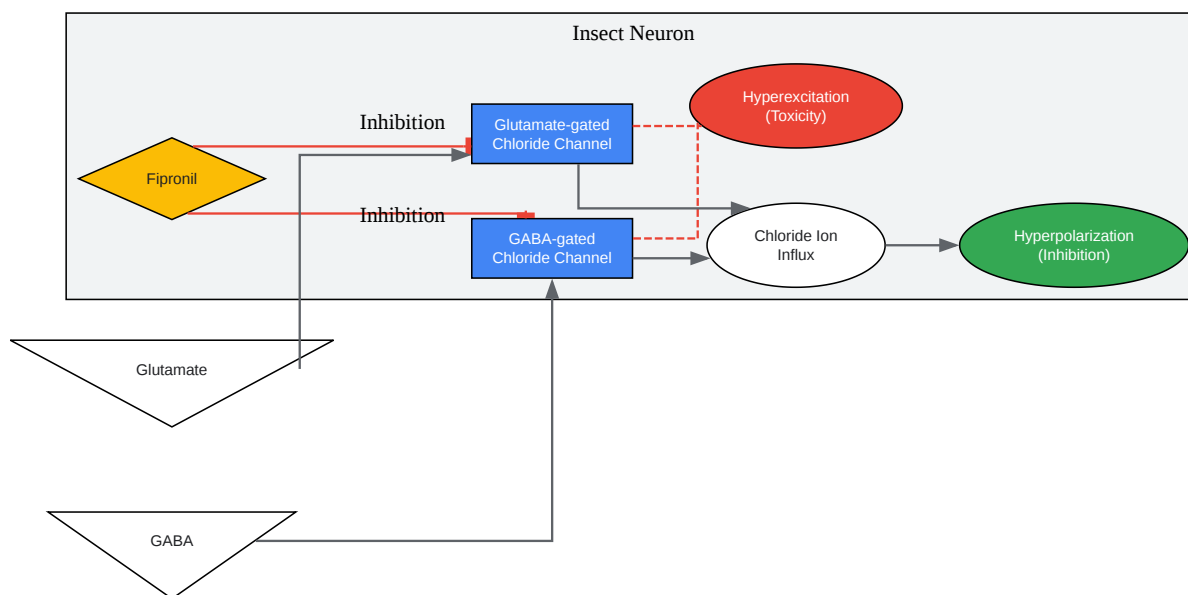 Insect Neuron
Hyperexcitation
(Toxicity)
Inhibition
Glutamate-gated
Chloride Channel
Fipronil
Inhibition
GABA-gated
Chloride Channel
Chloride Ion
Influx
Hyperpolarization
(Inhibition)
Glutamate
GABA